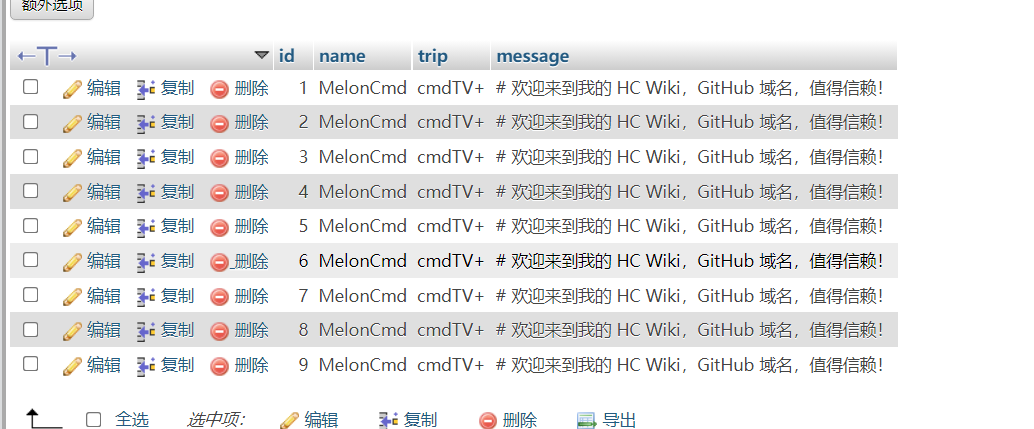 额外选项
←T→ id name trip message
编辑 复制 删除 1 MelonCmd cmdTV+ # 欢迎来到我的 HC Wiki，GitHub 域名，值得信赖！
编辑 复制 删除 2 MelonCmd cmdTV+ # 欢迎来到我的 HC Wiki，GitHub 域名，值得信赖！
编辑 复制 删除 3 MelonCmd cmdTV+ # 欢迎来到我的 HC Wiki，GitHub 域名，值得信赖！
编辑 复制 删除 4 MelonCmd cmdTV+ # 欢迎来到我的 HC Wiki，GitHub 域名，值得信赖！
编辑 复制 删除 5 MelonCmd cmdTV+ # 欢迎来到我的 HC Wiki，GitHub 域名，值得信赖！
编辑 复制 删除 6 MelonCmd cmdTV+ # 欢迎来到我的 HC Wiki，GitHub 域名，值得信赖！
编辑 复制 删除 7 MelonCmd cmdTV+ # 欢迎来到我的 HC Wiki，GitHub 域名，值得信赖！
编辑 复制 删除 8 MelonCmd cmdTV+ # 欢迎来到我的 HC Wiki，GitHub 域名，值得信赖！
编辑 复制 删除 9 MelonCmd cmdTV+ # 欢迎来到我的 HC Wiki，GitHub 域名，值得信赖！
全选 选中项： 编辑 复制 删除 导出